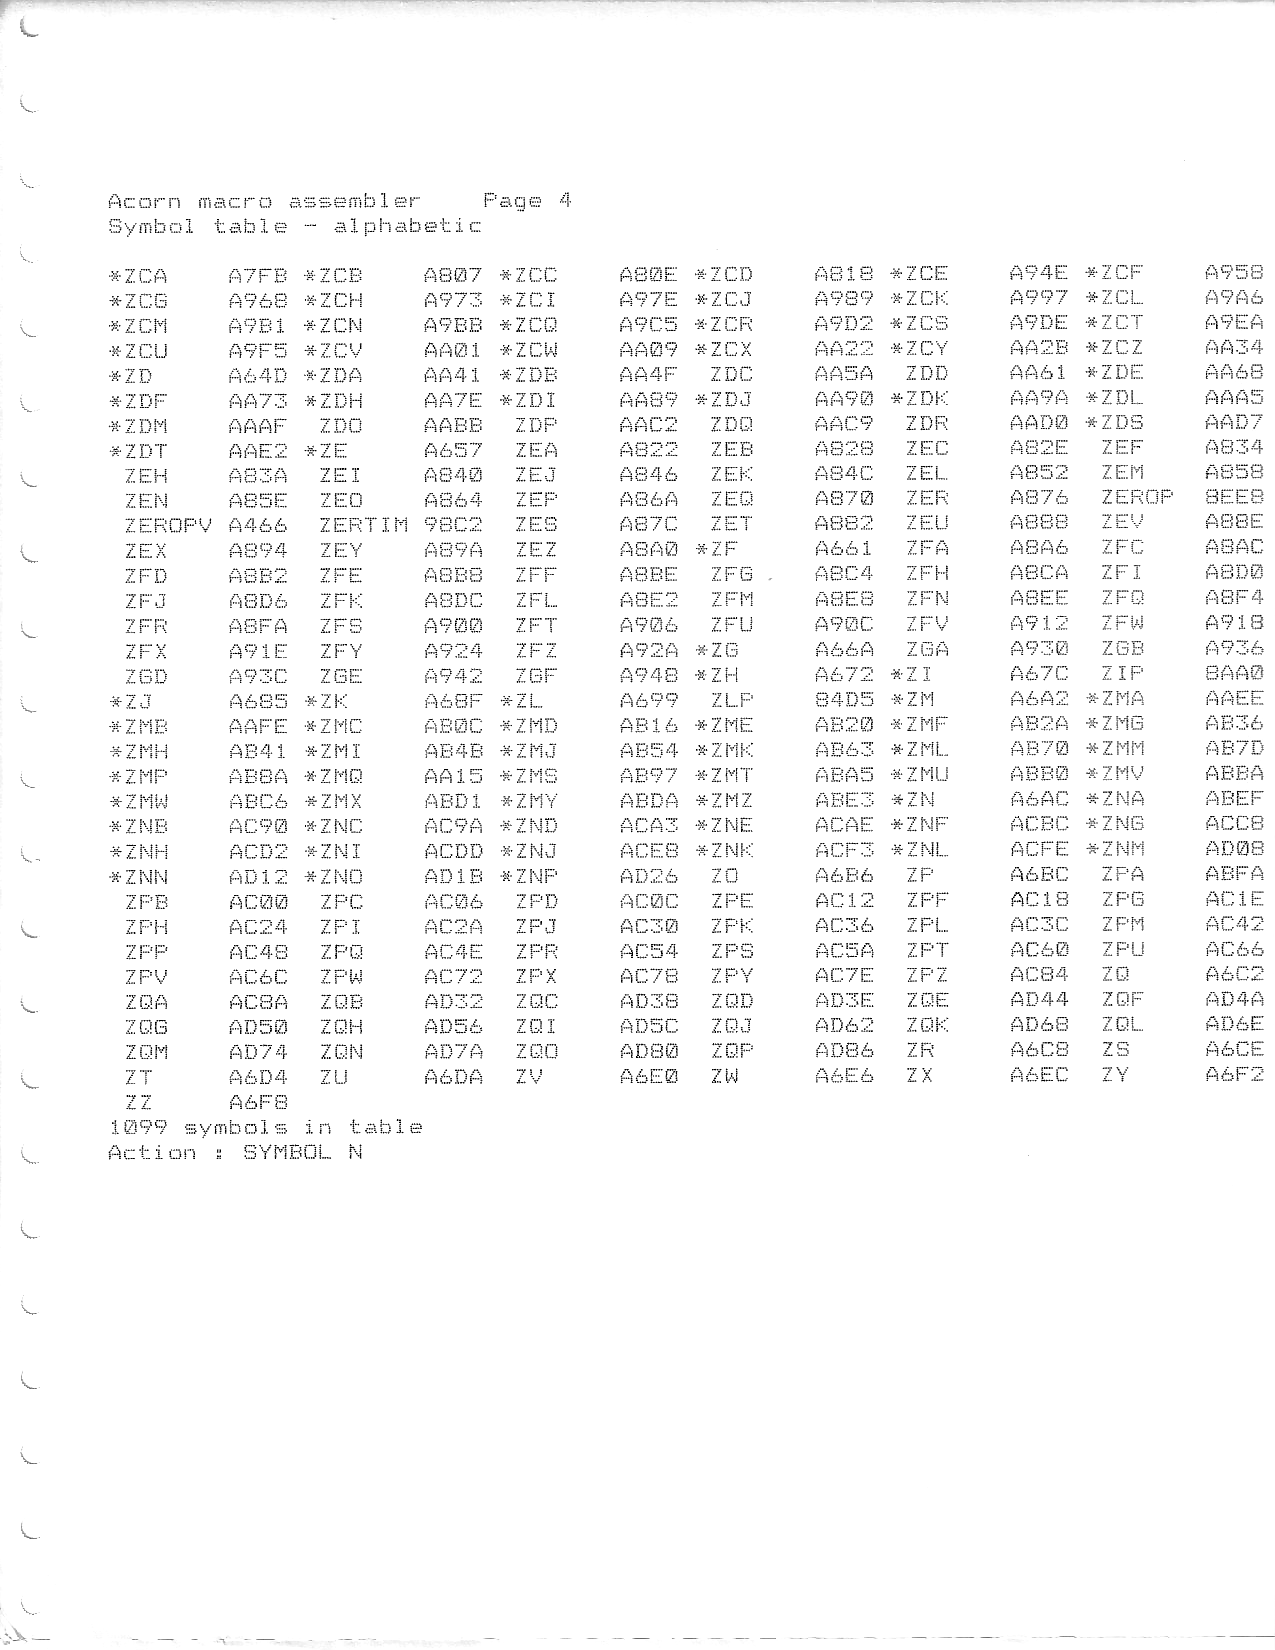 Acorn macro assembler    Page 4
Symbol table - alphabetic
*ZCA    A7FB *ZCB    A807 *ZCC    A80E *ZCD    A818 *ZCE    A94E *ZCF    A958
*ZCG    A968 *ZCH    A973 *ZCI    A97E *ZCJ    A989 *ZCK    A997 *ZCL    A9A6
*ZCM    A9B1 *ZCN    A9BB *ZCQ    A9C5 *ZCR    A9D2 *ZCS    A9DE *ZCT    A9EA
*ZCU    A9F5 *ZCV    AA01 *ZCW    AA09 *ZCX    AA22 *ZCY    AA2B *ZCZ    AA34
*ZD     A64D *ZDA    AA41 *ZDB    AA4F  ZDC    AA5A  ZDD    AA61 *ZDE    AA68
*ZDF    AA73 *ZDH    AA7E *ZDI    AA89 *ZDJ    AA90 *ZDK    AA9A *ZDL    AAA5
*ZDM    AAAF  ZDO    AABB  ZDP    AAC2  ZDQ    AAC9  ZDR    AAD0 *ZDS    AAD7
*ZDT    AAE2 *ZE     A657  ZEA    A822  ZEB    A828  ZEC    A82E  ZEF    A834
 ZEH    A83A  ZEI    A840  ZEJ    A846  ZEK    A84C  ZEL    A852  ZEM    A858
 ZEN    A85E  ZEO    A864  ZEP    A86A  ZEQ    A870  ZER    A876  ZEROP  8EE8
 ZEROPV A466  ZERTIM 98C2  ZES    A87C  ZET    A882  ZEU    A888  ZEV    A88E
 ZEX    A894  ZEY    A89A  ZEZ    A8A0 *ZF     A661  ZFA    A8A6  ZFC    A8AC
 ZFD    A8B2  ZFE    A8B8  ZFF    A8BE  ZFG    A8C4  ZFH    A8CA  ZFI    A8D0
 ZFJ    A8D6  ZFK    A8DC  ZFL    A8E2  ZFM    A8E8  ZFN    A8EE  ZFQ    A8F4
 ZFR    A8FA  ZFS    A900  ZFT    A906  ZFU    A90C  ZFV    A912  ZFW    A918
 ZFX    A91E  ZFY    A924  ZFZ    A92A *ZG     A66A  ZGA    A930  ZGB    A936
 ZGD    A93C  ZGE    A942  ZGF    A948 *ZH     A672 *ZI     A67C  ZIP    8AA0
*ZJ     A685 *ZK     A68F *ZL     A699  ZLP    84D5 *ZM     A6A2 *ZMA    AAEE
*ZMB    AAFE *ZMC    AB0C *ZMD    AB16 *ZME    AB20 *ZMF    AB2A *ZMG    AB36
*ZMH    AB41 *ZMI    AB4B *ZMJ    AB54 *ZMK    AB63 *ZML    AB70 *ZMM    AB7D
*ZMP    AB8A *ZMQ    AA15 *ZMS    AB97 *ZMT    ABA5 *ZMU    ABB0 *ZMV    ABBA
*ZMW    ABC6 *ZMX    ABD1 *ZMY    ABDA *ZMZ    ABE3 *ZN     A6AC *ZNA    ABEF
*ZNB    AC90 *ZNC    AC9A *ZND    ACA3 *ZNE    ACAE *ZNF    ACBC *ZNG    ACC8
*ZNH    ACD2 *ZNI    ACDD *ZNJ    ACE8 *ZNK    ACF3 *ZNL    ACFE *ZNM    AD08
*ZNN    AD12 *ZNO    AD1B *ZNP    AD26  ZO     A6B6  ZP     A6BC  ZPA    ABFA
 ZPB    AC00  ZPC    AC06  ZPD    AC0C  ZPE    AC12  ZPF    AC18  ZPG    AC1E
 ZPH    AC24  ZPI    AC2A  ZPJ    AC30  ZPK    AC36  ZPL    AC3C  ZPM    AC42
 ZPP    AC48  ZPQ    AC4E  ZPR    AC54  ZPS    AC5A  ZPT    AC60  ZPU    AC66
 ZPV    AC6C  ZPW    AC72  ZPX    AC78  ZPY    AC7E  ZPZ    AC84  ZQ     A6C2
 ZQA    AC8A  ZQB    AD32  ZQC    AD38  ZQD    AD3E  ZQE    AD44  ZQF    AD4A
 ZQG    AD50  ZQH    AD56  ZQI    AD5C  ZQJ    AD62  ZQK    AD68  ZQL    AD6E
 ZQM    AD74  ZQN    AD7A  ZQO    AD80  ZQP    AD86  ZR     A6C8  ZS     A6CE
 ZT     A6D4  ZU     A6DA  ZV     A6E0  ZW     A6E6  ZX     A6EC  ZY     A6F2
 ZZ     A6F8
1099 symbols in table
Action : SYMBOL N